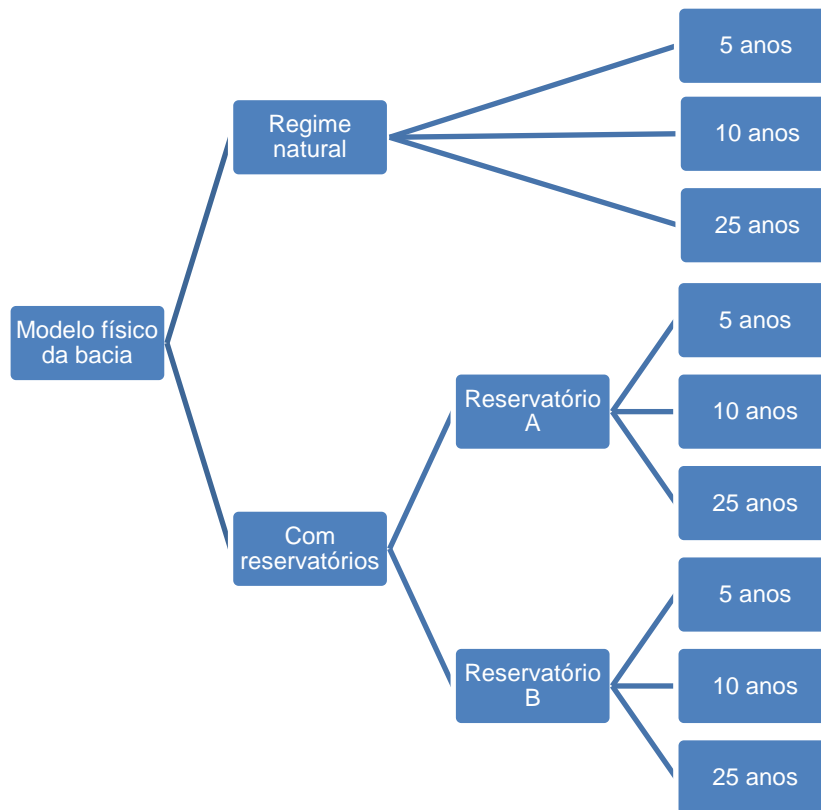 5 anos
Regime
natural
10 anos
25 anos
Modelo físico
da bacia
5 anos
Reservatório
A
10 anos
25 anos
Com
reservatórios
5 anos
Reservatório
B
10 anos
25 anos